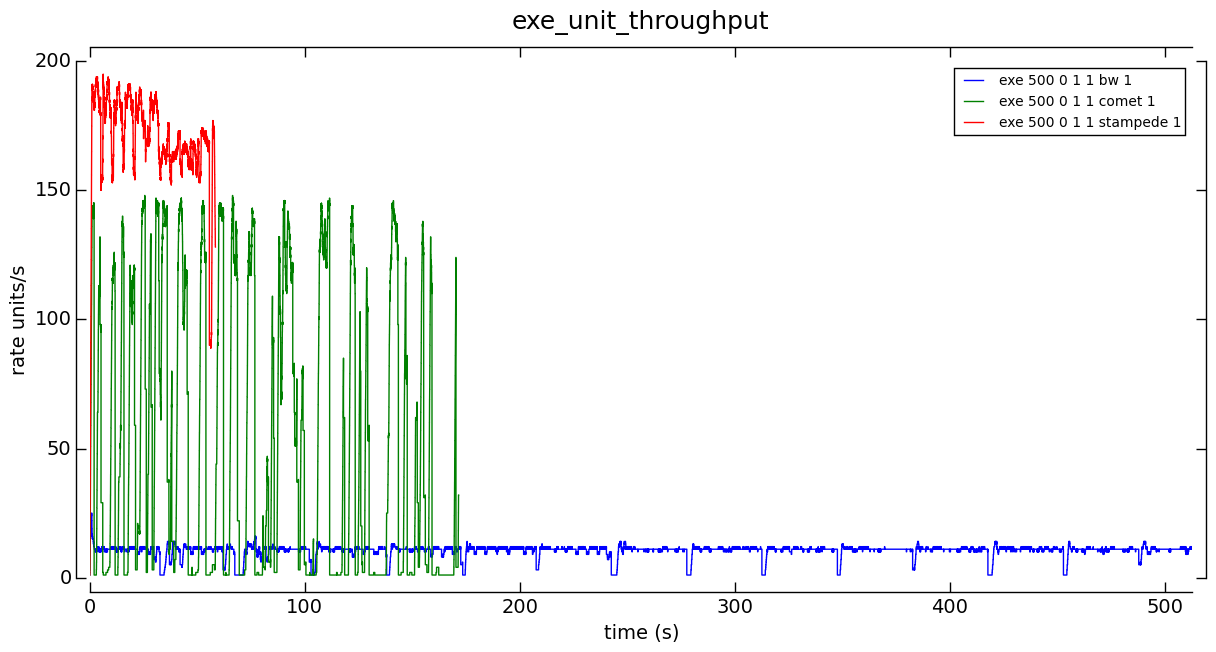 exe_unit_throughput
200
150
100
50
0
rate units/s
exe 500 0 1 1 bw 1
exe 500 0 1 1 comet 1
exe 500 0 1 1 stampede 1
0 100 200 300 400 500
time (s)